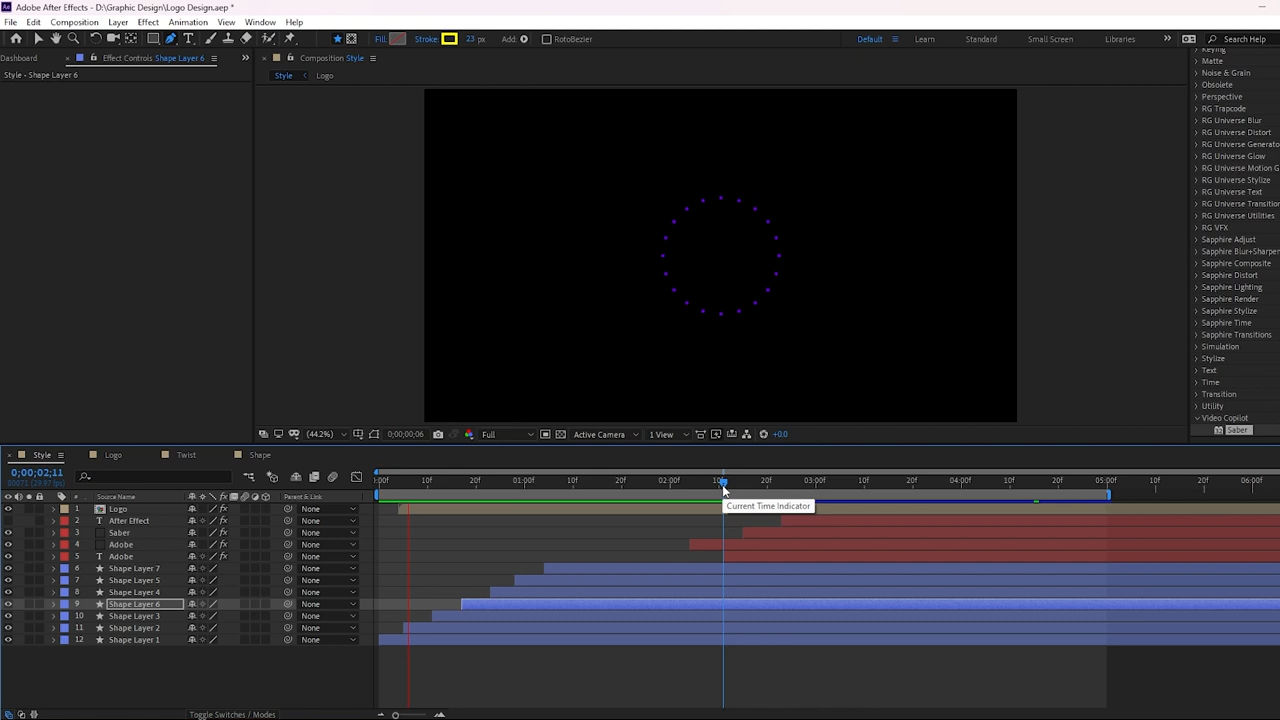 Adobe After Effects - D:\Graphic Design\Logo Design.aep *
File Edit Composition Layer Effect Animation View Window Help
Fill: Stroke: 23 px Add: RotoBezier Default Learn Standard Small Screen Libraries Search Help
Dashboard Effect Controls Shape Layer 6 Composition Style
Style - Shape Layer 6
Style Logo
Keying
Matte
Noise & Grain
Obsolete
Perspective
RG Trapcode
RG Universe Blur
RG Universe Distort
RG Universe Generato
RG Universe Glow
RG Universe Motion G
RG Universe Stylize
RG Universe Text
RG Universe Transitio
RG Universe Utilities
RG VFX
Sapphire Adjust
Sapphire Blur+Sharpe
Sapphire Composite
Sapphire Distort
Sapphire Lighting
Sapphire Render
Sapphire Stylize
Sapphire Time
Sapphire Transitions
Simulation
Stylize
Text
Time
Transition
Utility
Video Copilot
Saber
(44.2%) 0;00;00;06 Full Active Camera 1 View +0.0
Style Logo Twist Shape
0;00;02;11
00071 (29.97 fps)
10f 20f 01:00f 10f 20f 02:00f 10f 20f 03:00f 10f 20f 04:00f 10f 20f 05:00f 10f 20f 06:00f
# Source Name Parent & Link
Current Time Indicator
1 Logo None
2 T After Effect None
3 Saber None
4 Adobe None
5 T Adobe None
6 Shape Layer 7 None
7 Shape Layer 5 None
8 Shape Layer 4 None
9 Shape Layer 6 None
10 Shape Layer 3 None
11 Shape Layer 2 None
12 Shape Layer 1 None
Toggle Switches / Modes